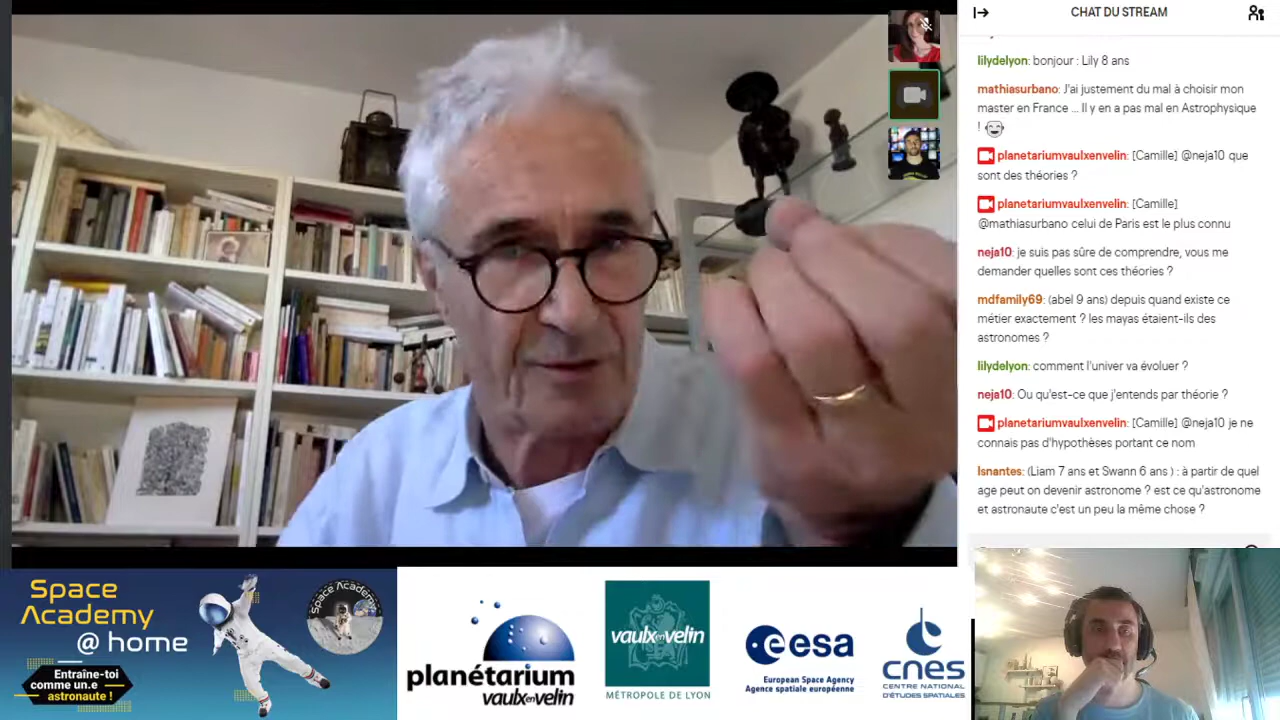 CHAT DU STREAM
lilydelyon: bonjour : Lily 8 ans
mathiasurbano: J'ai justement du mal à choisir mon
master en France ... Il y en a pas mal en Astrophysique
!
planetariumvaulxenvelin: [Camille] @neja10 que
sont des théories ?
planetariumvaulxenvelin: [Camille]
@mathiasurbano celui de Paris est le plus connu
neja10: je suis pas sûre de comprendre, vous me
demander quelles sont ces théories ?
mdfamily69: (abel 9 ans) depuis quand existe ce
métier exactement ? les mayas étaient-ils des
astronomes ?
lilydelyon: comment l'univer va évoluer ?
neja10: Ou qu'est-ce que j'entends par théorie ?
planetariumvaulxenvelin: [Camille] @neja10 je ne
connais pas d'hypothèses portant ce nom
lsnantes: (Liam 7 ans et Swann 6 ans ) : à partir de quel
age peut on devenir astronome ? est ce qu'astronome
et astronaute c'est un peu la même chose ?
Space
Academy
@ home
Entraîne-toi
comme un.e
astronaute !
Space Academy
planétarium
vaulx en velin
vaulx en velin
MÉTROPOLE DE LYON
esa
European Space Agency
Agence spatiale européenne
cnes
CENTRE NATIONAL
D'ÉTUDES SPATIALES